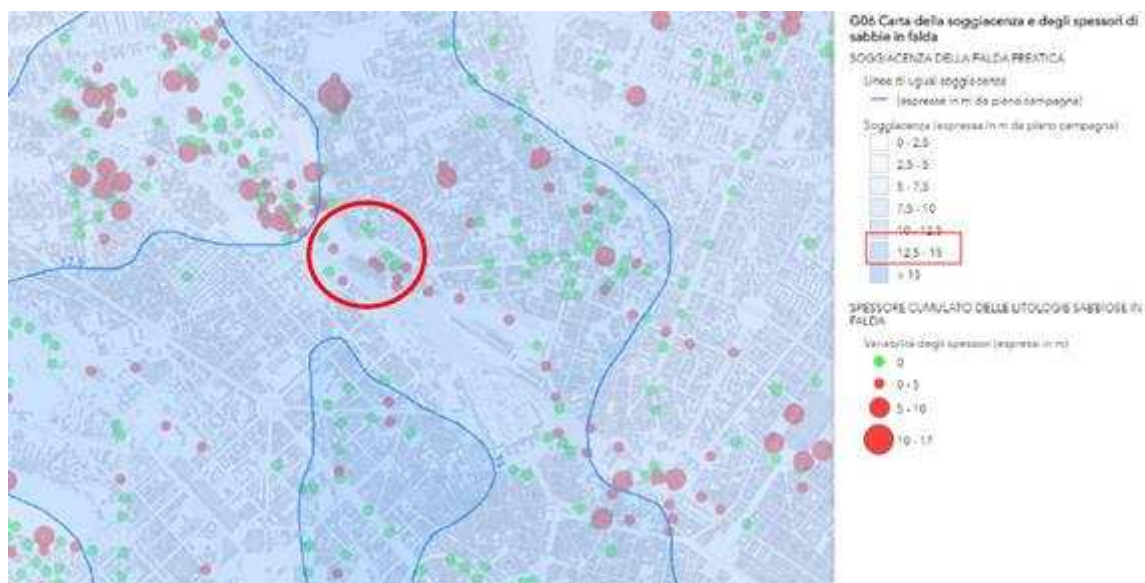 G06 Carta della soggiacenza e degli spessori di
sabbie in falda
SOGGIACENZA DELLA FALDA FREATICA
Linee di ugual soggiacenza
(espresse in m da piano campagna)
Soggiacenza (espressa in m da piano campagna)
0 - 2,5
2,5 - 5
5 - 7,5
7,5 - 10
10 - 12,5
12,5 - 15
> 15
SPESSORE CUMULATO DELLE LITOLOGIE SABBIOSE IN
FALDA
Variabilità degli spessori (espressi in m)
0
0 - 5
5 - 10
10 - 17